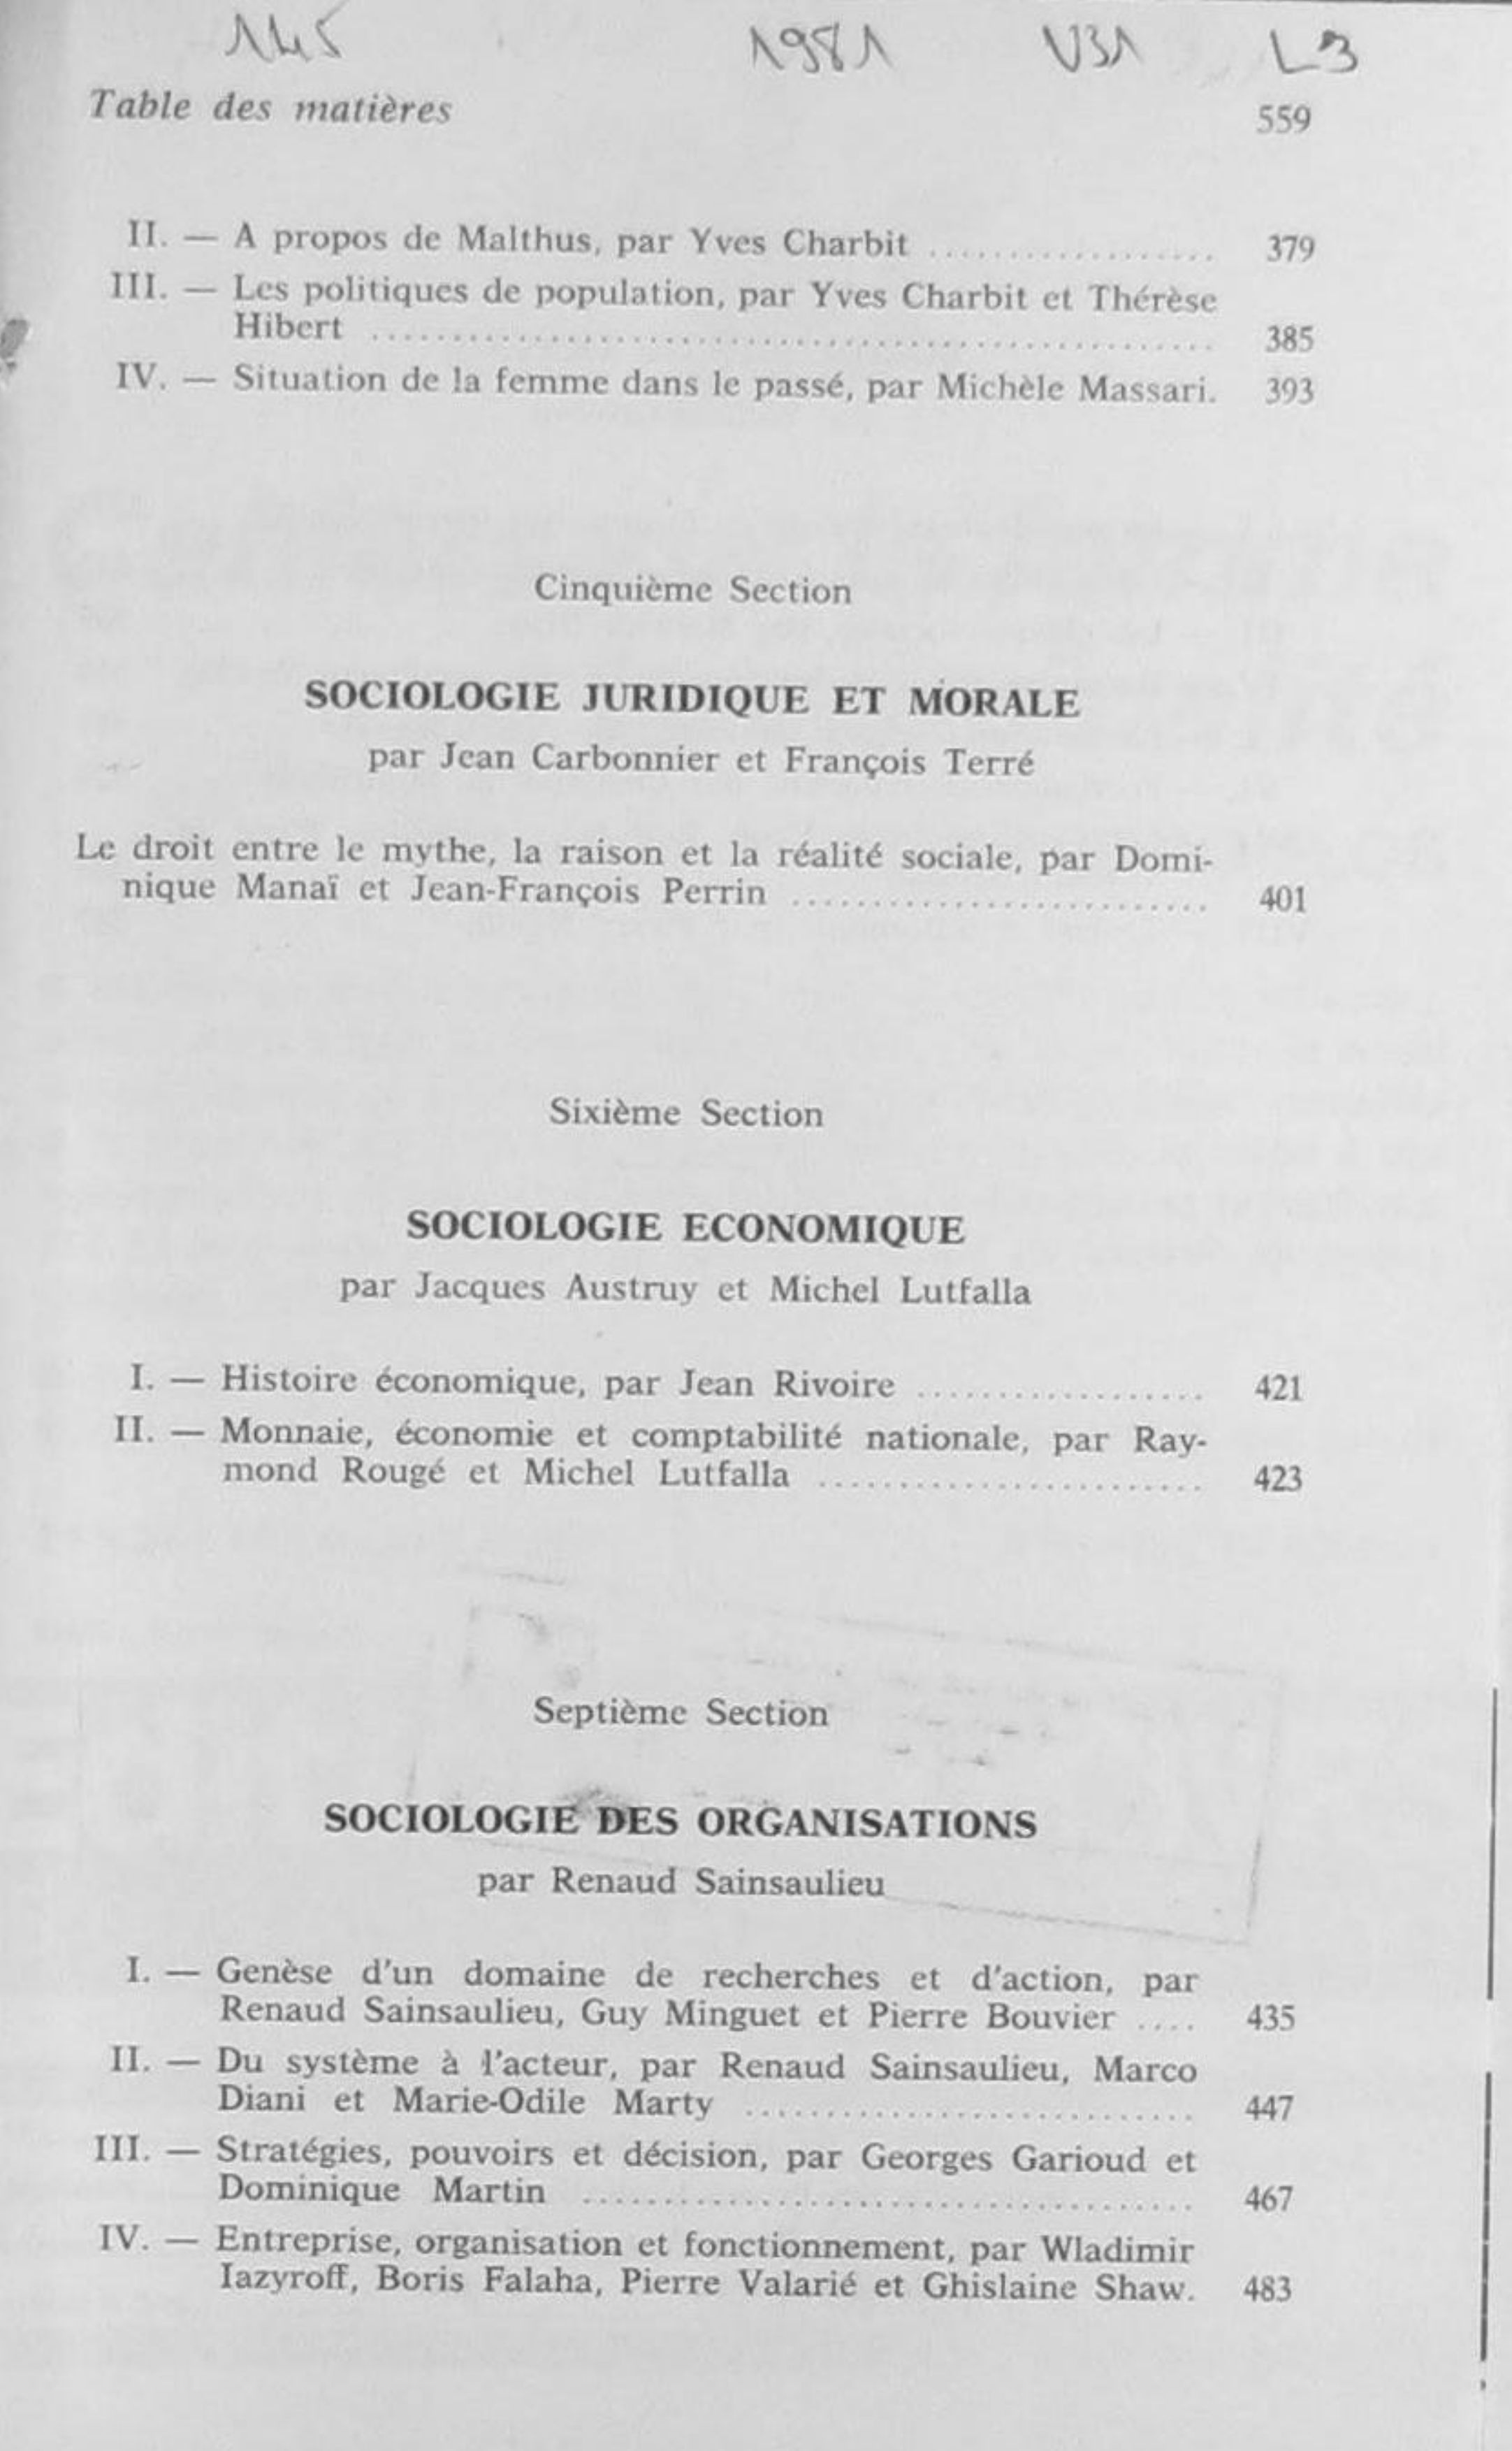 145 1981 V31 L3
Table des matières 559
II. — A propos de Malthus, par Yves Charbit .................. 379
III. — Les politiques de population, par Yves Charbit et Thérèse
Hibert ..................................................... 385
IV. — Situation de la femme dans le passé, par Michèle Massari. 393
Cinquième Section
SOCIOLOGIE JURIDIQUE ET MORALE
par Jean Carbonnier et François Terré
Le droit entre le mythe, la raison et la réalité sociale, par Domi-
nique Manaï et Jean-François Perrin .......................... 401
Sixième Section
SOCIOLOGIE ECONOMIQUE
par Jacques Austruy et Michel Lutfalla
I. — Histoire économique, par Jean Rivoire .................. 421
II. — Monnaie, économie et comptabilité nationale, par Ray-
mond Rougé et Michel Lutfalla ........................ 423
Septième Section
SOCIOLOGIE DES ORGANISATIONS
par Renaud Sainsaulieu
I. — Genèse d'un domaine de recherches et d'action, par
Renaud Sainsaulieu, Guy Minguet et Pierre Bouvier .... 435
II. — Du système à l'acteur, par Renaud Sainsaulieu, Marco
Diani et Marie-Odile Marty ............................ 447
III. — Stratégies, pouvoirs et décision, par Georges Garioud et
Dominique Martin ...................................... 467
IV. — Entreprise, organisation et fonctionnement, par Wladimir
Iazyroff, Boris Falaha, Pierre Valarié et Ghislaine Shaw. 483